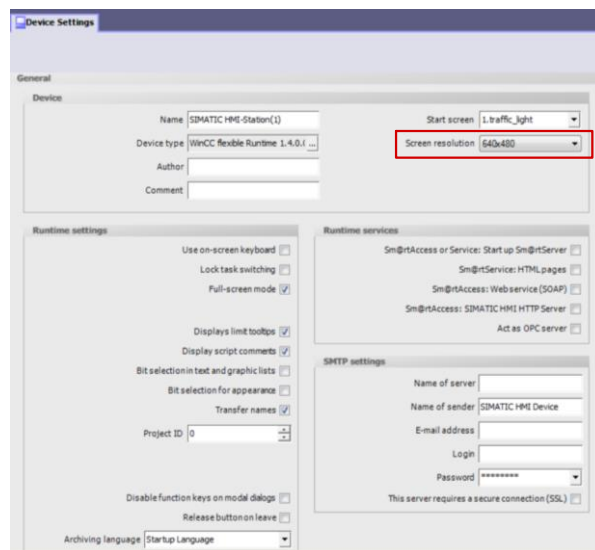 Device Settings
General
Device
Name SIMATIC HMI-Station(1)
Start screen 1.traffic_light
Device type WinCC flexible Runtime 1.4.0.( ...
Screen resolution 640x480
Author
Comment
Runtime settings
Use on-screen keyboard
Lock task switching
Full-screen mode
Displays limit tooltips
Display script comments
Bit selection in text and graphic lists
Bit selection for appearance
Transfer names
Project ID 0
Disable function keys on modal dialogs
Release button on leave
Archiving language Startup Language
Runtime services
Sm@rtAccess or Service: Start up Sm@rtServer
Sm@rtService: HTML pages
Sm@rtAccess: Web service (SOAP)
Sm@rtAccess: SIMATIC HMI HTTP Server
Act as OPC server
SMTP settings
Name of server
Name of sender SIMATIC HMI Device
E-mail address
Login
Password ********
This server requires a secure connection (SSL)